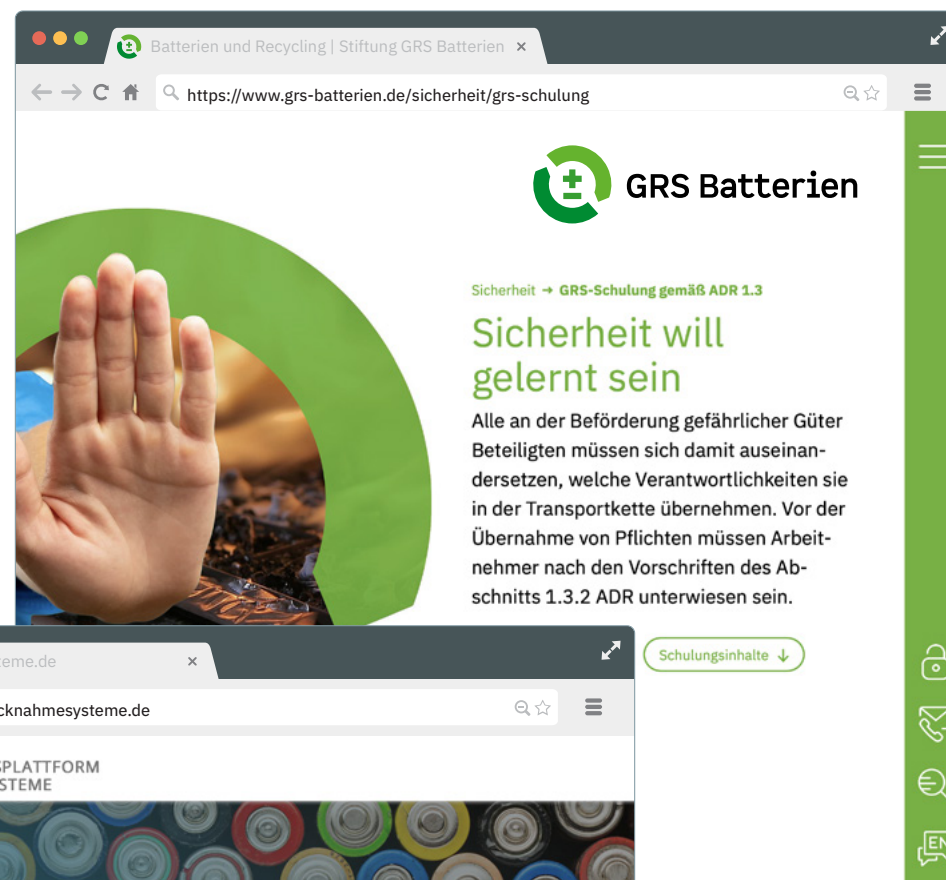 Batterien und Recycling | Stiftung GRS Batterien
https://www.grs-batterien.de/sicherheit/grs-schulung
GRS Batterien
Sicherheit → GRS-Schulung gemäß ADR 1.3
Sicherheit will
gelernt sein
Alle an der Beförderung gefährlicher Güter
Beteiligten müssen sich damit auseinan-
dersetzen, welche Verantwortlichkeiten sie
in der Transportkette übernehmen. Vor der
Übernahme von Pflichten müssen Arbeit-
nehmer nach den Vorschriften des Ab-
schnitts 1.3.2 ADR unterwiesen sein.
Schulungsinhalte ↓
teme.de
cknahmesysteme.de
SPLATTFORM
STEME
EN